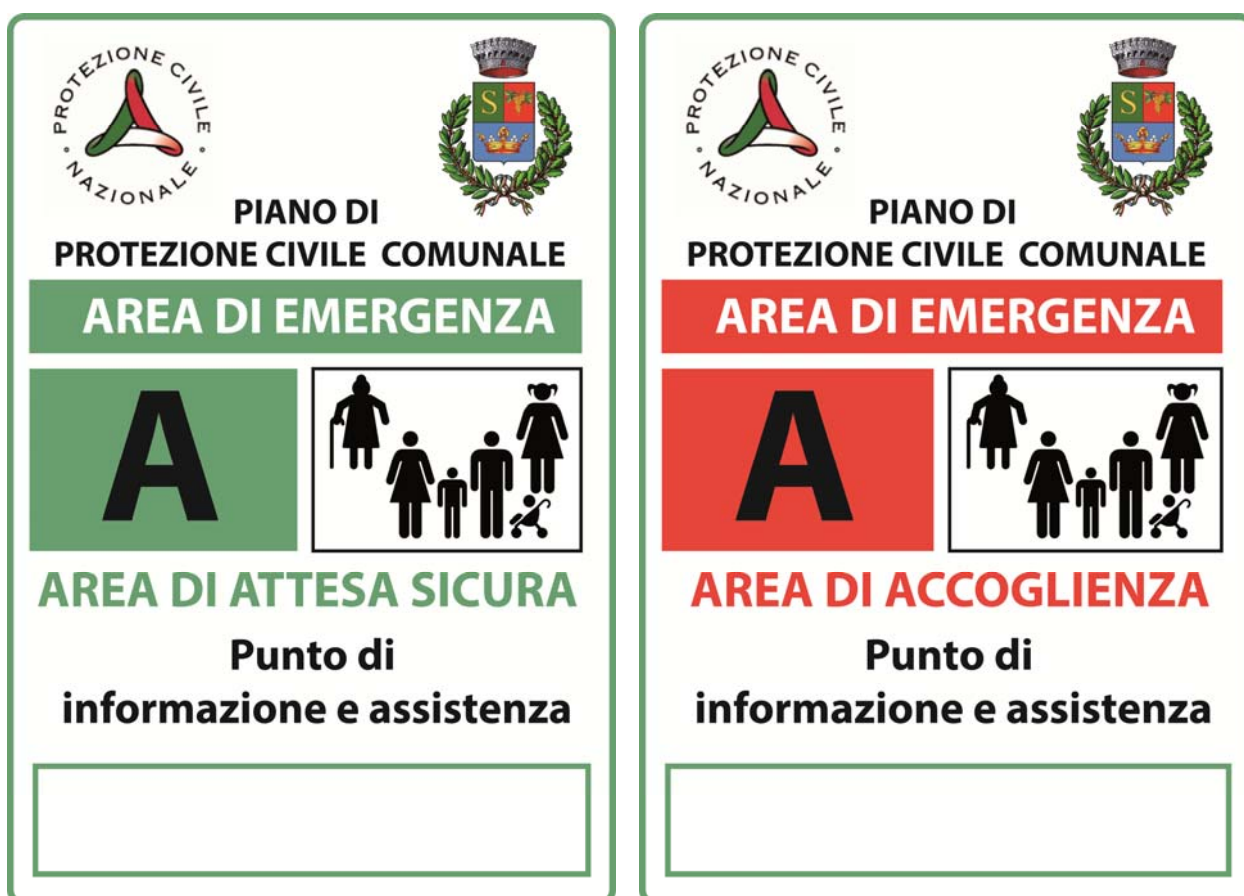 PROTEZIONE CIVILE
NAZIONALE
S
PIANO DI
PROTEZIONE CIVILE COMUNALE
AREA DI EMERGENZA
A
AREA DI ATTESA SICURA
Punto di
informazione e assistenza
PROTEZIONE CIVILE
NAZIONALE
S
PIANO DI
PROTEZIONE CIVILE COMUNALE
AREA DI EMERGENZA
A
AREA DI ACCOGLIENZA
Punto di
informazione e assistenza